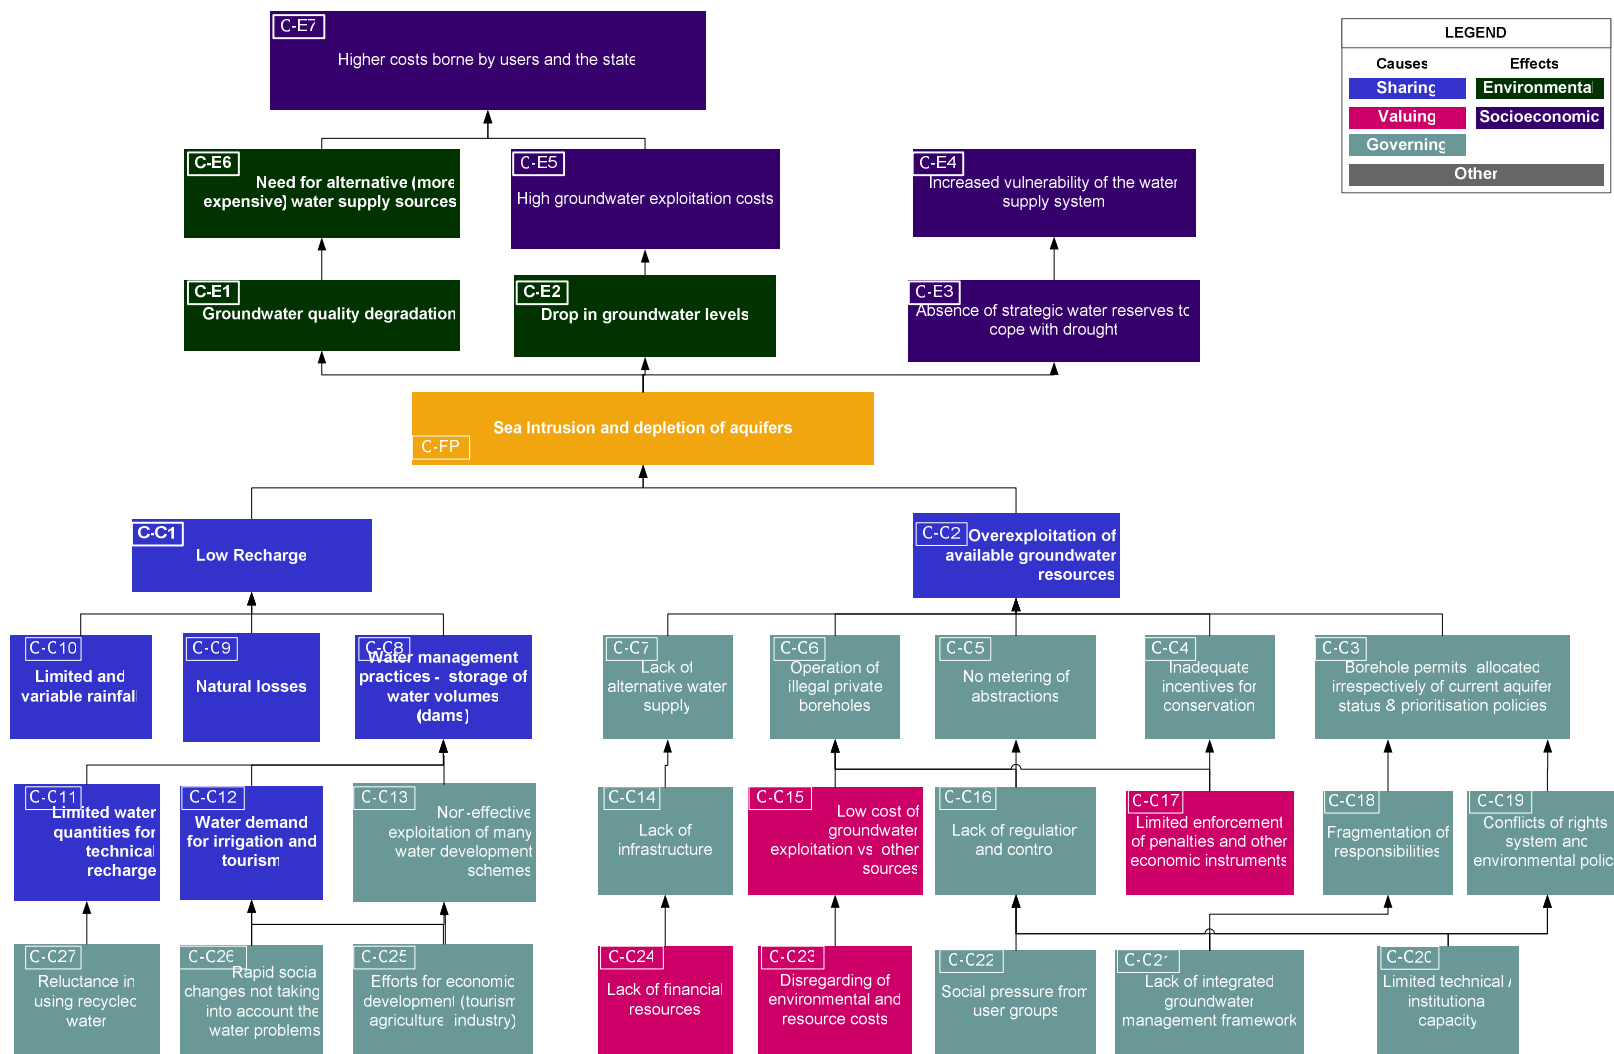 C-E7
Higher costs borne by users and the state
LEGEND
Causes
Effects
Sharing
Environmental
Valuing
Socioeconomic
Governing
Other
C-E6
Need for alternative (more
expensive) water supply sources
C-E5
High groundwater exploitation costs
C-E4
Increased vulnerability of the water
supply system
C-E1
Groundwater quality degradation
C-E2
Drop in groundwater levels
C-E3
Absence of strategic water reserves to
cope with drought
Sea Intrusion and depletion of aquifers
C-FP
C-C1
Low Recharge
C-C2
Overexploitation of
available groundwater
resources
C-C10
Limited and
variable rainfall
C-C9
Natural losses
C-C8
Water management
practices - storage of
water volumes
(dams)
C-C7
Lack of
alternative water
supply
C-C6
Operation of
illegal private
boreholes
C-C5
No metering of
abstractions
C-C4
Inadequate
incentives for
conservation
C-C3
Borehole permits allocated
irrespectively of current aquifer
status & prioritisation policies
C-C11
Limited water
quantities for
technical
recharge
C-C12
Water demand
for irrigation and
tourism
C-C13
Non-effective
exploitation of many
water development
schemes
C-C14
Lack of
infrastructure
C-C15
Low cost of
groundwater
exploitation vs other
sources
C-C16
Lack of regulation
and control
C-C17
Limited enforcement
of penalties and other
economic instruments
C-C18
Fragmentation of
responsibilities
C-C19
Conflicts of rights
system and
environmental polic
C-C27
Reluctance in
using recycled
water
C-C26
Rapid social
changes not taking
into account the
water problems
C-C25
Efforts for economic
development (tourism
agriculture industry)
C-C24
Lack of financial
resources
C-C23
Disregarding of
environmental and
resource costs
C-C22
Social pressure from
user groups
C-C21
Lack of integrated
groundwater
management framework
C-C20
Limited technical /
institutional
capacity